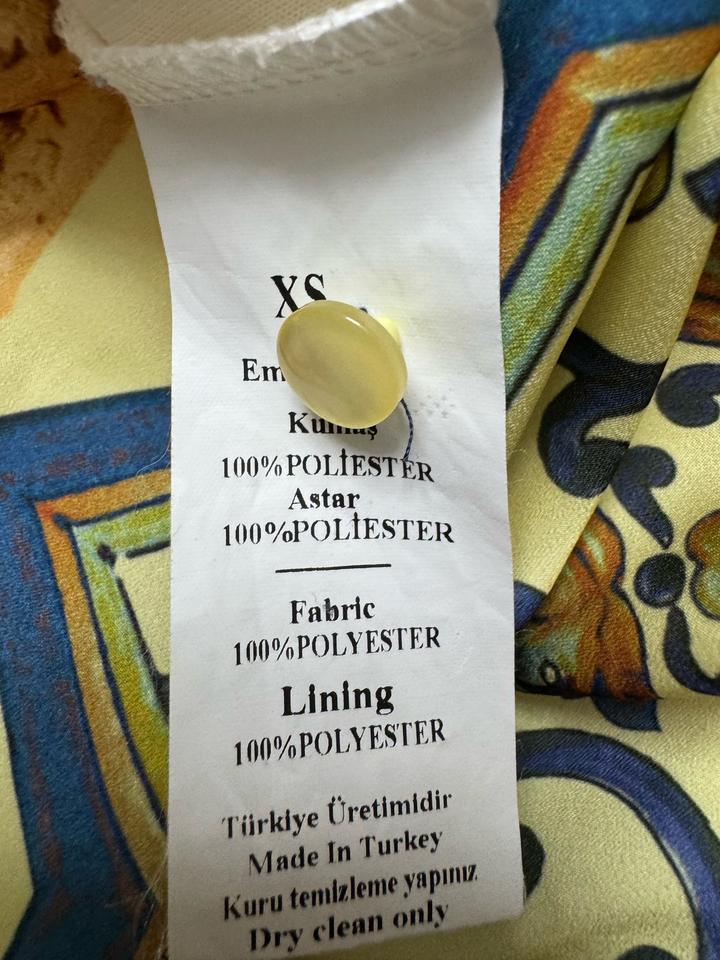 XS
Kumaş
100%POLİESTER
Astar
100%POLİESTER
Fabric
100%POLYESTER
Lining
100%POLYESTER
Türkiye Üretimidir
Made In Turkey
Kuru temizleme yapınız
Dry clean only